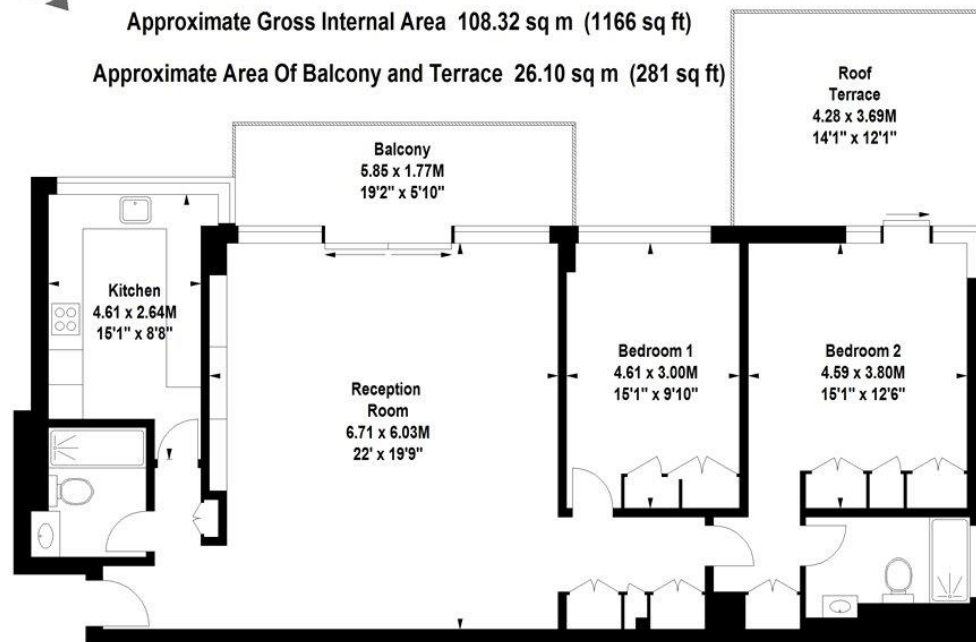 Approximate Gross Internal Area 108.32 sq m (1166 sq ft)
Approximate Area Of Balcony and Terrace 26.10 sq m (281 sq ft)
Roof
Terrace
4.28 x 3.69M
14'1" x 12'1"
Balcony
5.85 x 1.77M
19'2" x 5'10"
Kitchen
4.61 x 2.64M
15'1" x 8'8"
Reception
Room
6.71 x 6.03M
22' x 19'9"
Bedroom 1
4.61 x 3.00M
15'1" x 9'10"
Bedroom 2
4.59 x 3.80M
15'1" x 12'6"